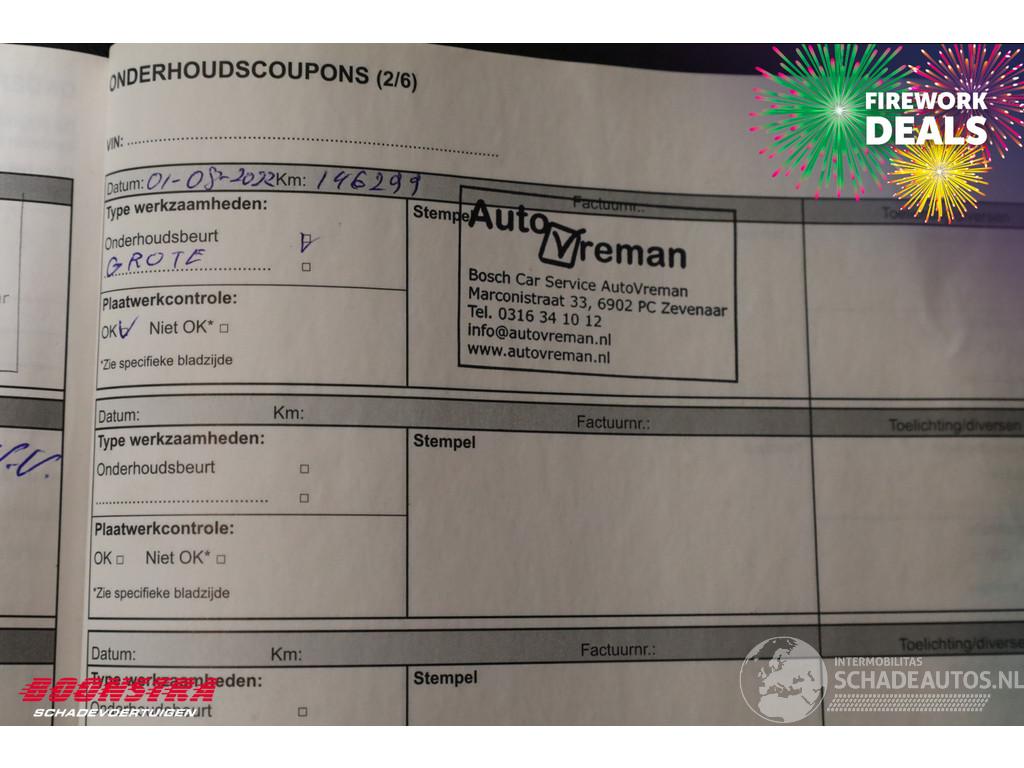 ONDERHOUDSCOUPONS (2/6)
FIREWORK
DEALS
VIN:
Datum: 01-08-2022 Km: 146299
Factuurnr.:
Toelichting/diversen
Type werkzaamheden:
Stempel
Onderhoudsbeurt
GROTE
Auto Vreman
Bosch Car Service AutoVreman
Marconistraat 33, 6902 PC Zevenaar
Tel. 0316 34 10 12
info@autovreman.nl
www.autovreman.nl
Plaatwerkcontrole:
OK Niet OK*
*Zie specifieke bladzijde
Datum: Km: Factuurnr.: Toelichting/diversen
Type werkzaamheden:
Stempel
Onderhoudsbeurt
Plaatwerkcontrole:
OK Niet OK*
*Zie specifieke bladzijde
Datum: Km: Factuurnr.: Toelichting/diverse
Type werkzaamheden:
Stempel
Onderhoudsbeurt
BOONSTRA
SCHADEVOERTUIGEN
INTERMOBILITAS
SCHADEAUTOS.NL